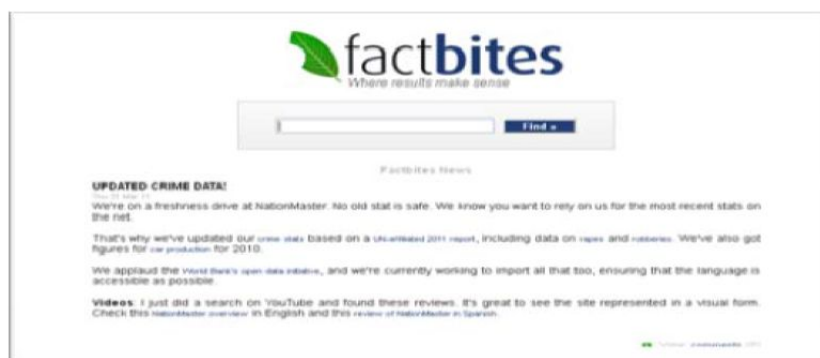 factbites
Where results make sense
Find »
Factbites News
UPDATED CRIME DATA!
We're on a freshness drive at NationMaster. No old stat is safe. We know you want to rely on us for the most recent stats on
the net.
That's why we've updated our crime stats based on a UN-affiliated 2011 report, including data on rapes and robberies. We've also got
figures for car production for 2010.
We applaud the World Bank's open data initiative, and we're currently working to import all that too, ensuring that the language is
accessible as possible.
Videos: I just did a search on YouTube and found these reviews. It's great to see the site represented in a visual form.
Check this NationMaster overview in English and this review of NationMaster in Spanish.